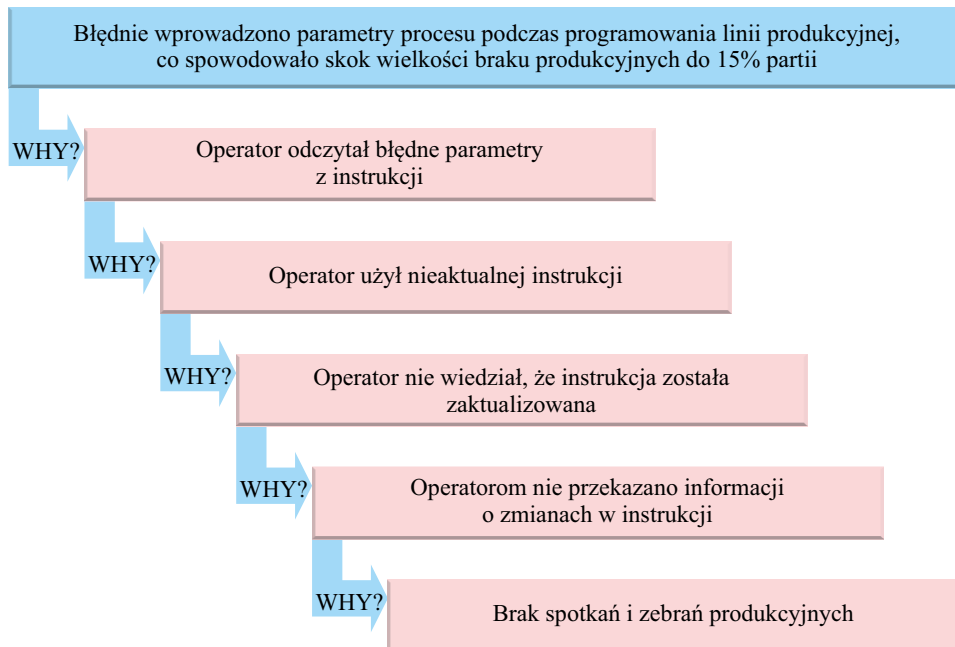 Błędnie wprowadzono parametry procesu podczas programowania linii produkcyjnej,
co spowodowało skok wielkości braku produkcyjnych do 15% partii
WHY?
Operator odczytał błędne parametry
z instrukcji
WHY?
Operator użył nieaktualnej instrukcji
WHY?
Operator nie wiedział, że instrukcja została
zaktualizowana
WHY?
Operatorom nie przekazano informacji
o zmianach w instrukcji
WHY?
Brak spotkań i zebrań produkcyjnych